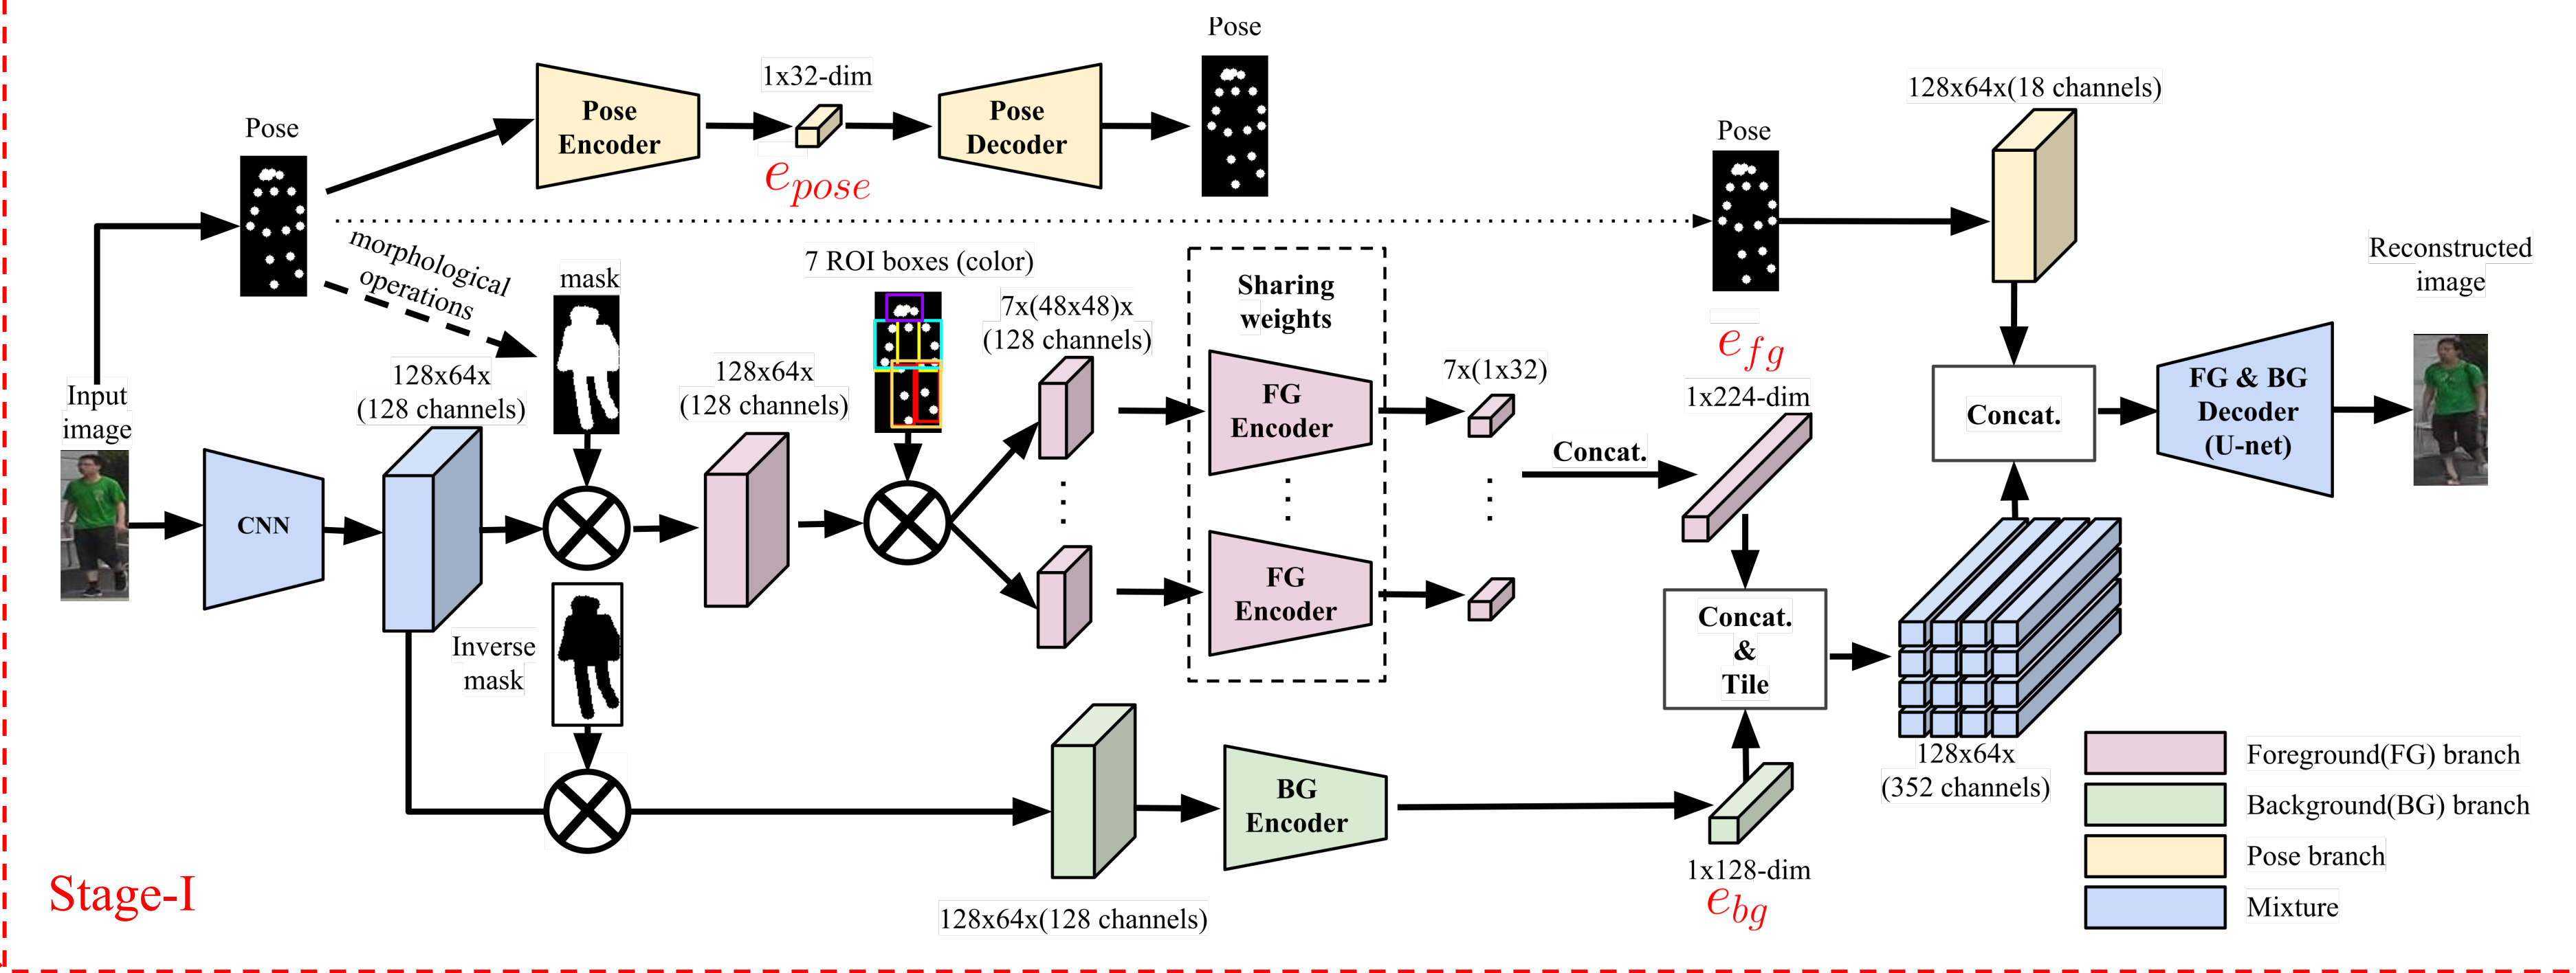 Pose
1x32-dim
Pose
Encoder
e_pose
Pose
Decoder
Pose
Pose
128x64x(18 channels)
Pose
morphological
operations
mask
7 ROI boxes (color)
7x(48x48)x
(128 channels)
Sharing
weights
FG
Encoder
FG
Encoder
7x(1x32)
Concat.
e_fg
1x224-dim
Reconstructed
image
Concat.
FG & BG
Decoder
(U-net)
Input
image
CNN
128x64x
(128 channels)
128x64x
(128 channels)
Inverse
mask
Concat.
&
Tile
128x64x
(352 channels)
BG
Encoder
128x64x(128 channels)
1x128-dim
e_bg
Stage-I
Foreground(FG) branch
Background(BG) branch
Pose branch
Mixture